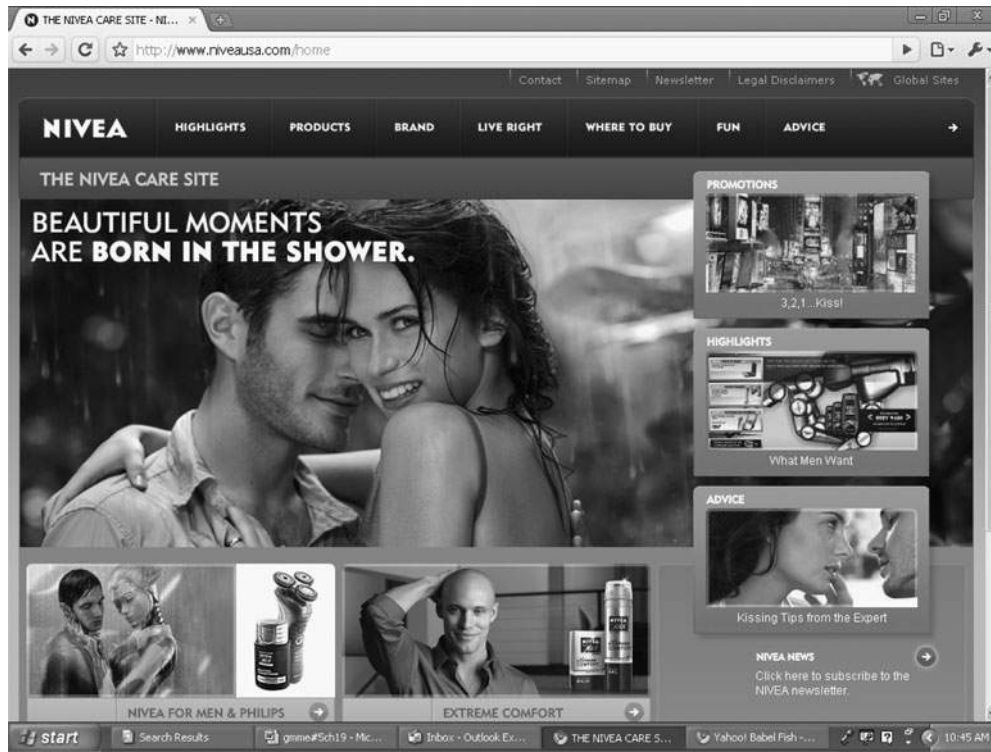 THE NIVEA CARE SITE - NI...
http://www.niveausa.com/home
Contact Sitemap Newsletter Legal Disclaimers Global Sites
NIVEA HIGHLIGHTS PRODUCTS BRAND LIVE RIGHT WHERE TO BUY FUN ADVICE
THE NIVEA CARE SITE
BEAUTIFUL MOMENTS
ARE BORN IN THE SHOWER.
PROMOTIONS
3,2,1...Kiss!
HIGHLIGHTS
What Men Want
ADVICE
Kissing Tips from the Expert
NIVEA NEWS
Click here to subscribe to the
NIVEA newsletter.
NIVEA FOR MEN & PHILIPS
EXTREME COMFORT
start Search Results gmme#5ch19 - Mic... Inbox - Outlook Ex... THE NIVEA CARE S... Yahoo! Babel Fish -... 10:45 AM